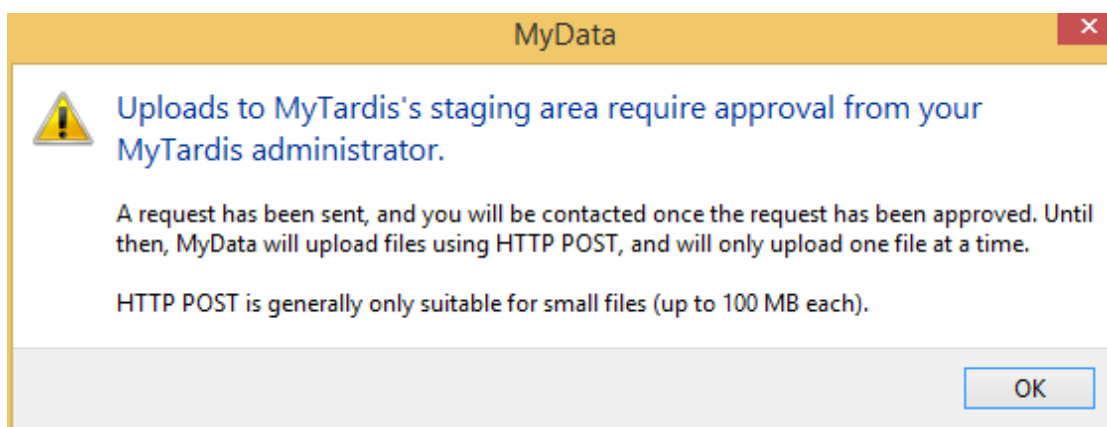 MyData
Uploads to MyTardis's staging area require approval from your
MyTardis administrator.
A request has been sent, and you will be contacted once the request has been approved. Until
then, MyData will upload files using HTTP POST, and will only upload one file at a time.
HTTP POST is generally only suitable for small files (up to 100 MB each).
OK